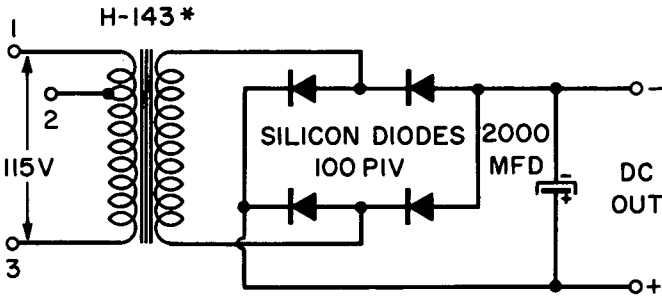 H-143*
1
2
115V
3
SILICON DIODES
100 PIV
2000
MFD
-
+
DC
OUT
-
+